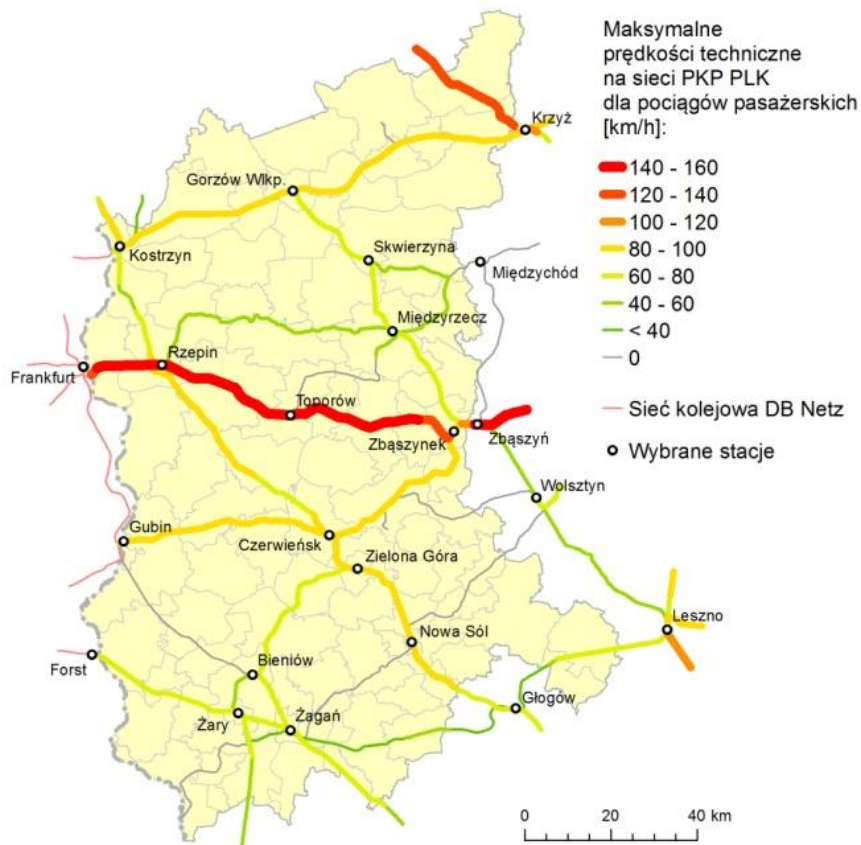 Maksymalne
prędkości techniczne
na sieci PKP PLK
dla pociągów pasażerskich
[km/h]:
140 - 160
120 - 140
100 - 120
80 - 100
60 - 80
40 - 60
< 40
0
Sieć kolejowa DB Netz
Wybrane stacje
Krzyż
Gorzów Wlkp.
Kostrzyn
Skwierzyna
Międzychód
Międzyrzecz
Rzepin
Frankfurt
Toporów
Zbąszynek
Zbąszyń
Wolsztyn
Gubin
Czerwieńsk
Zielona Góra
Leszno
Nowa Sól
Forst
Bieniów
Głogów
Żary
Żagań
0 20 40 km